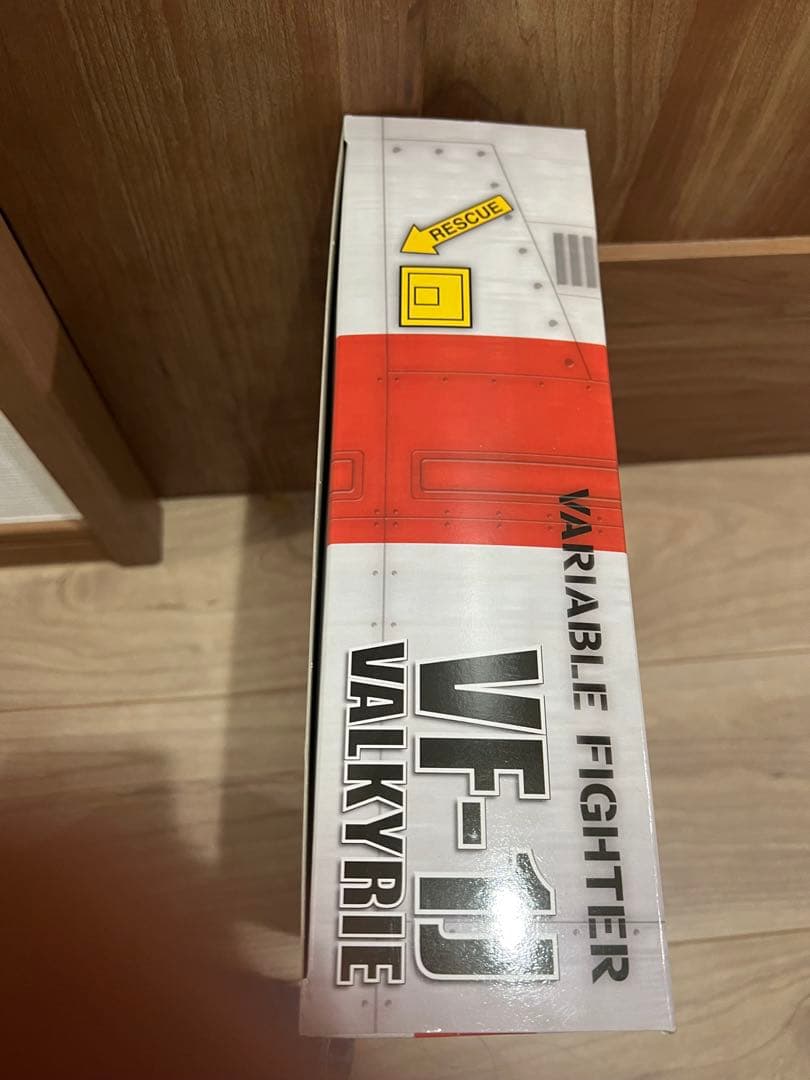 RESCUE
VARIABLE FIGHTER
VF-1J
VALKYRIE